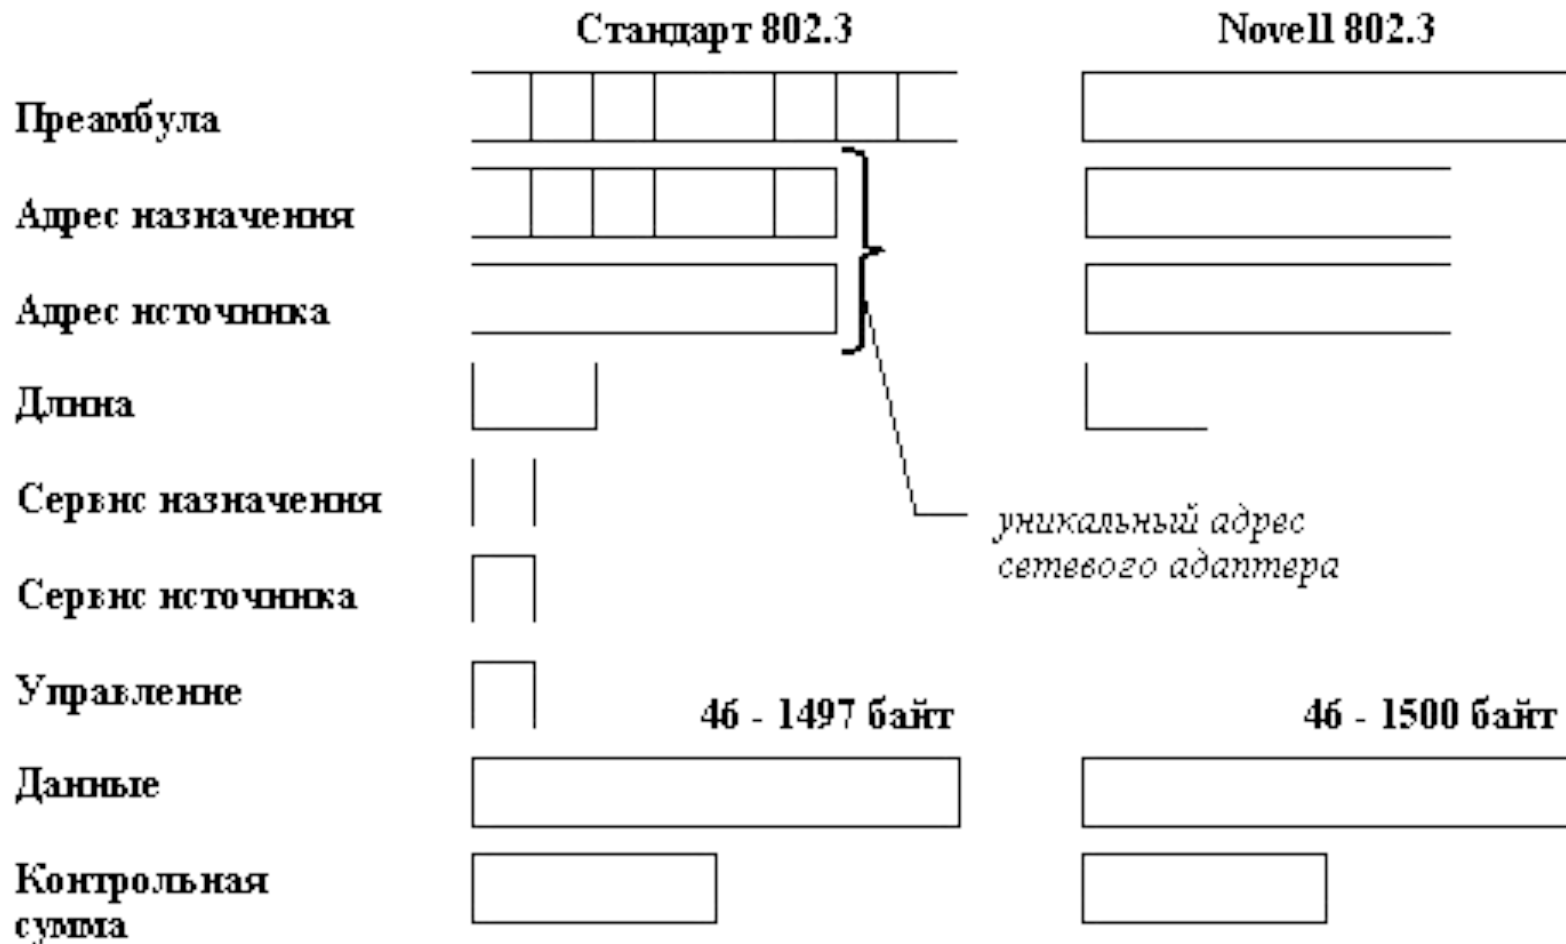 Стандарт 802.3
Novell 802.3
Преамбула
Адрес назначения
Адрес источника
Длина
Сервис назначения
уникальный адрес
сетевого адаптера
Сервис источника
Управление
46 - 1497 байт
46 - 1500 байт
Данные
Контрольная
сумма